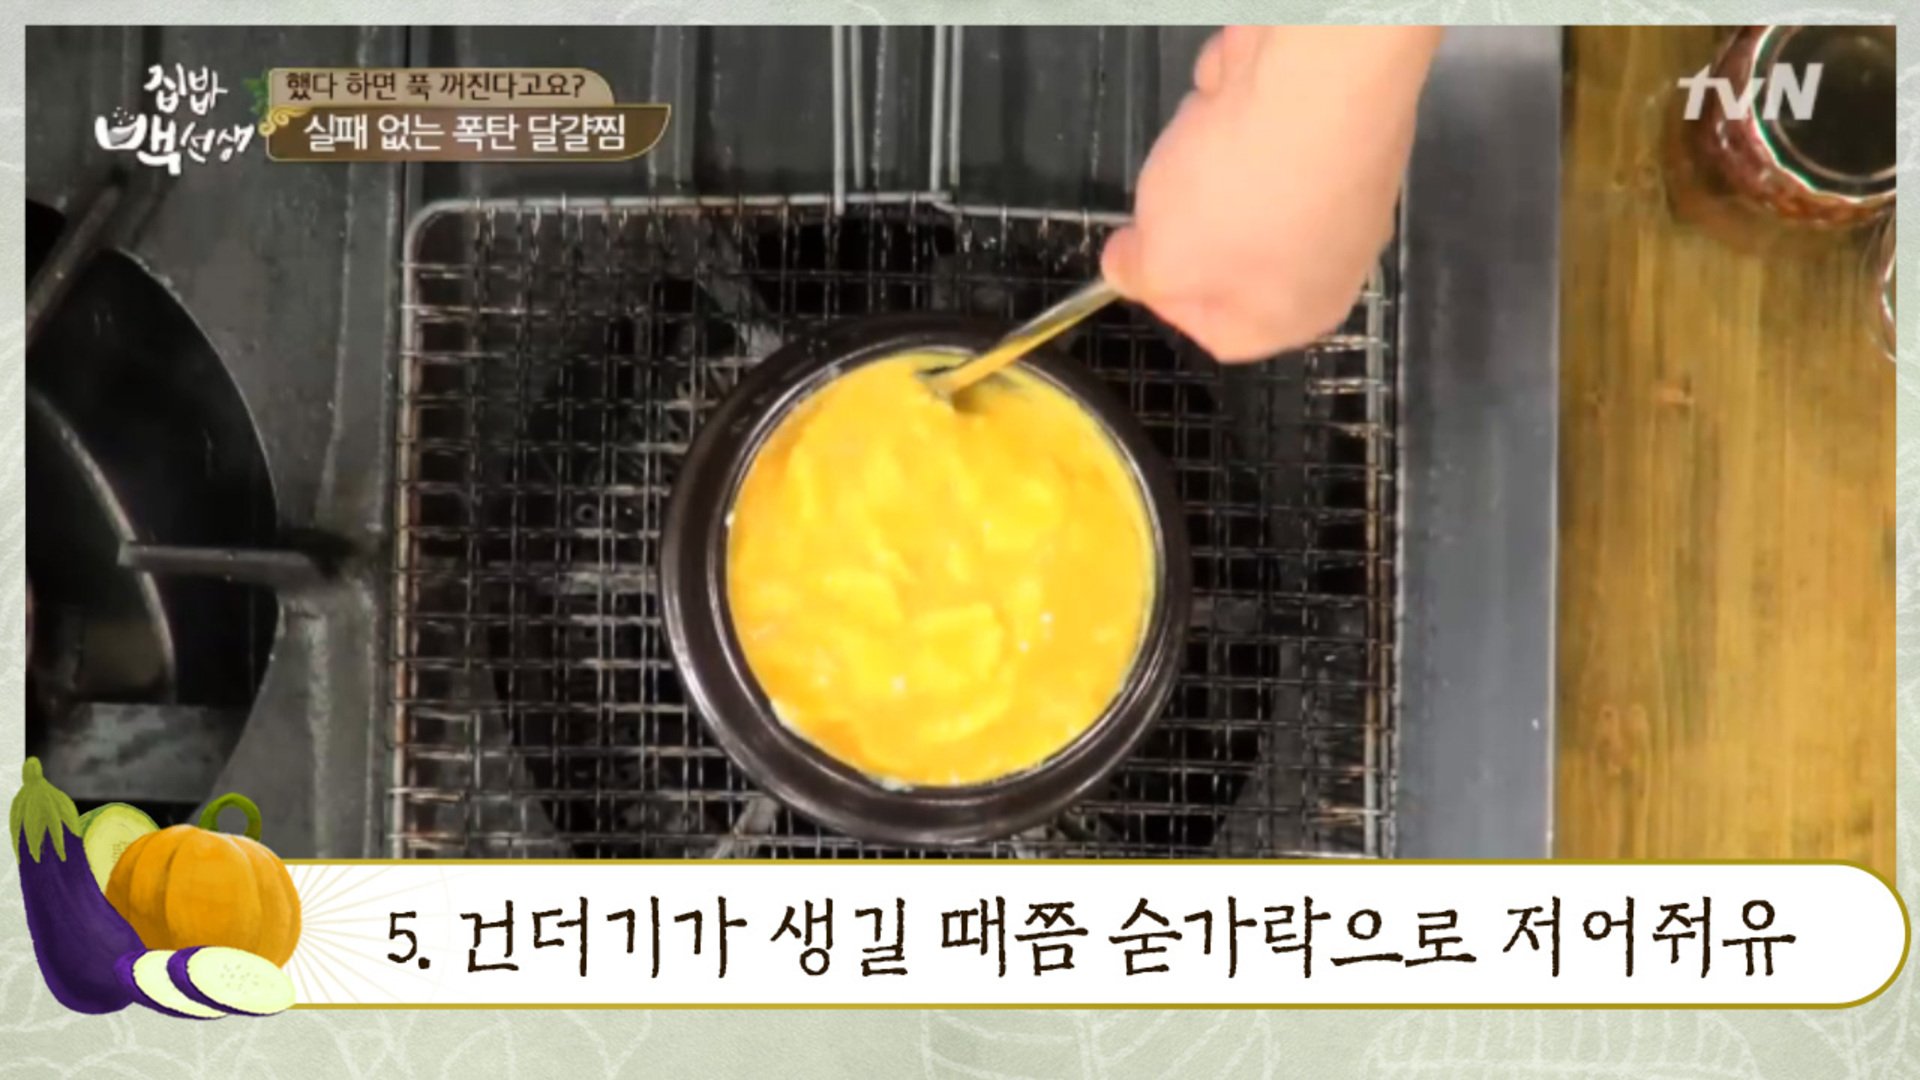 집밥
백선생
했다 하면 푹 꺼진다고요?
실패 없는 폭탄 달걀찜
tvN
5. 건더기가 생길 때쯤 숟가락으로 저어줘유